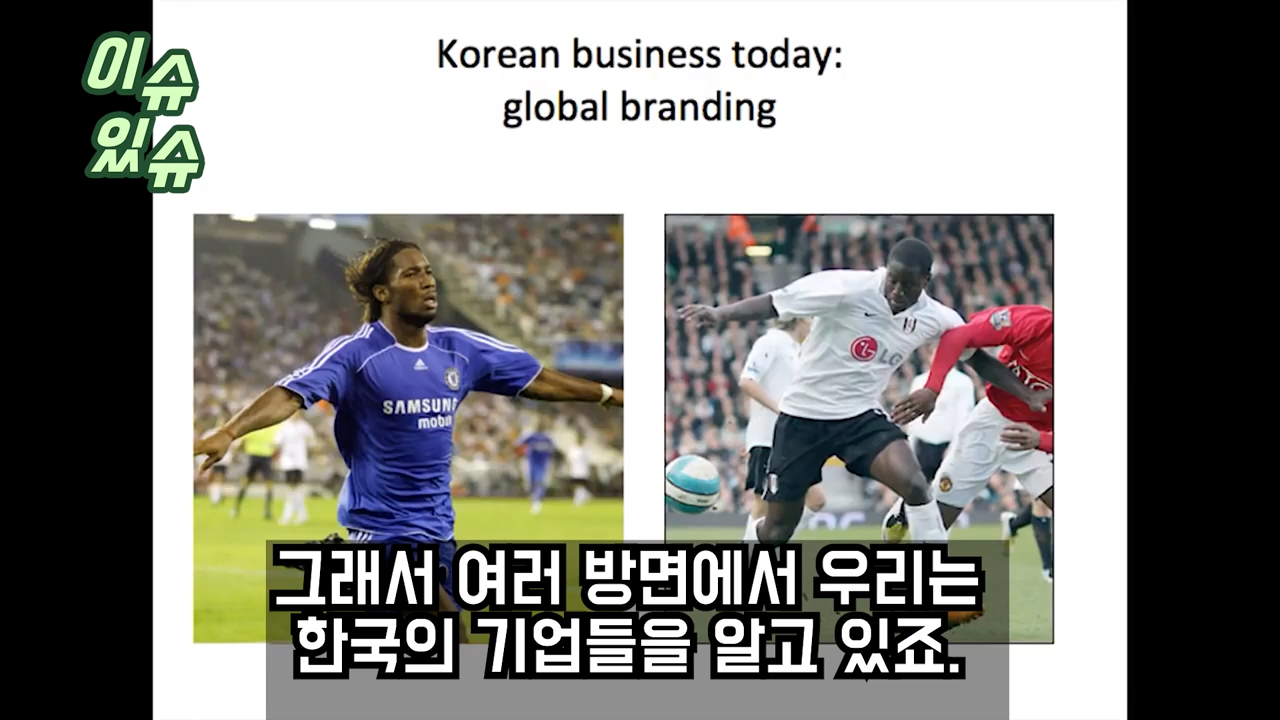 이슈
있슈
Korean business today:
global branding
SAMSUNG
mobile
LG
그래서 여러 방면에서 우리는
한국의 기업들을 알고 있죠.